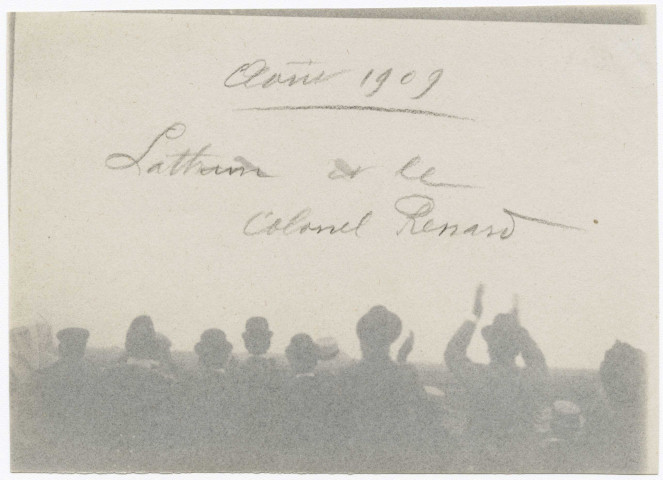 Août 1909
Latham et le
Colonel Renard